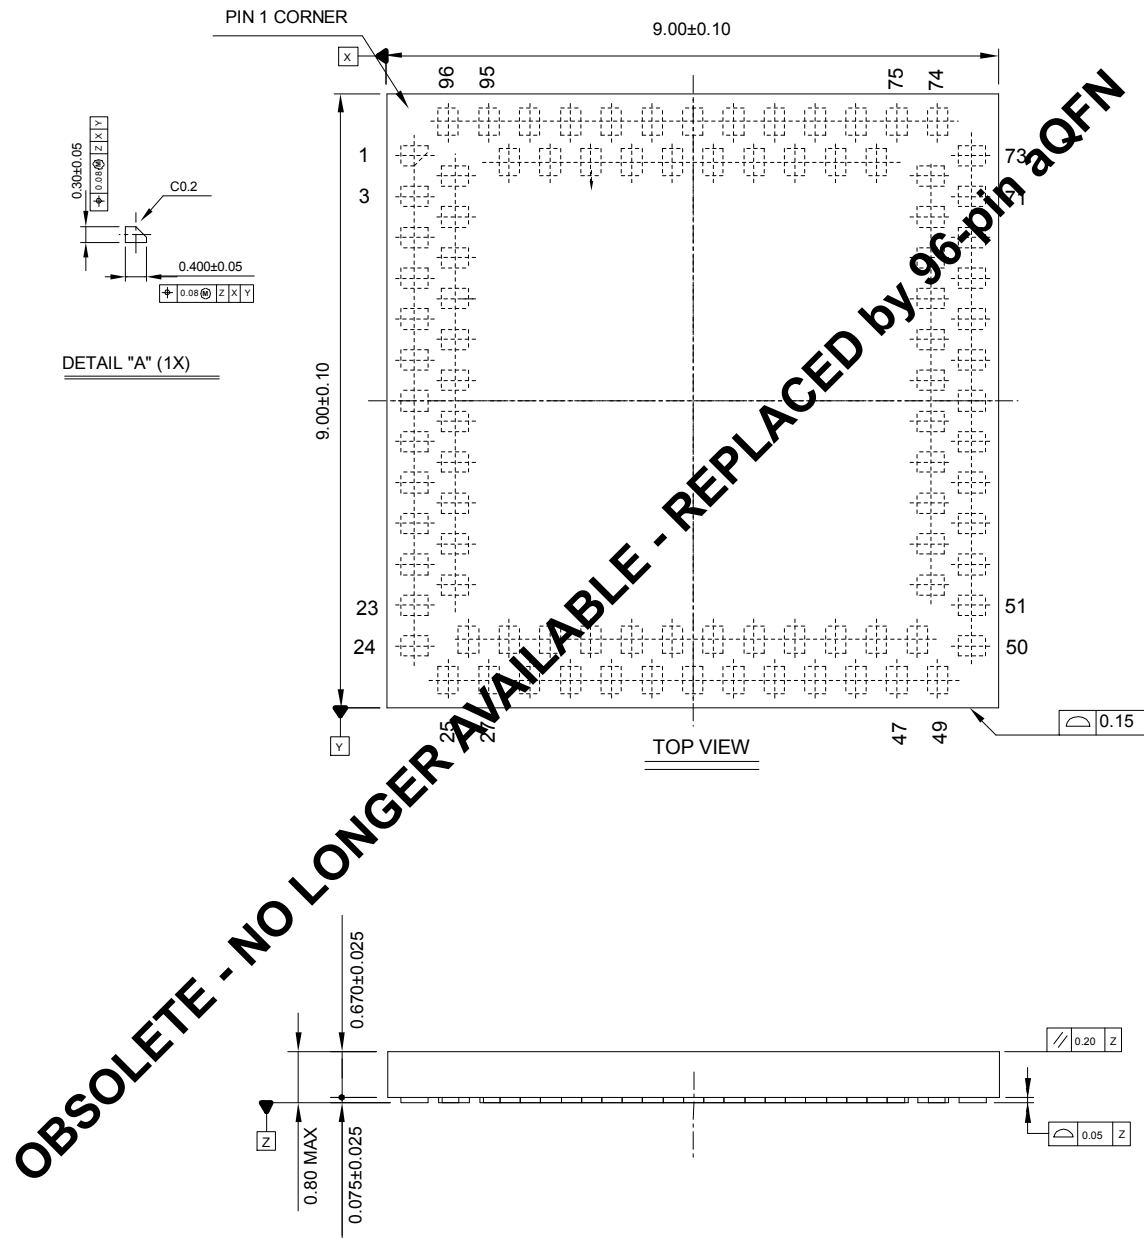 PIN 1 CORNER
9.00±0.10
X
96
95
75
74
1
3
73
71
0.30±0.05
0.08 Ⓜ Z X Y
C0.2
0.400±0.05
0.08 Ⓜ Z X Y
DETAIL "A" (1X)
9.00±0.10
23
24
51
50
25
27
47
49
Y
TOP VIEW
0.15
OBSOLETE - NO LONGER AVAILABLE - REPLACED by 96-pin aQFN
0.670±0.025
// 0.20 Z
Z
0.80 MAX
0.075±0.025
0.05 Z